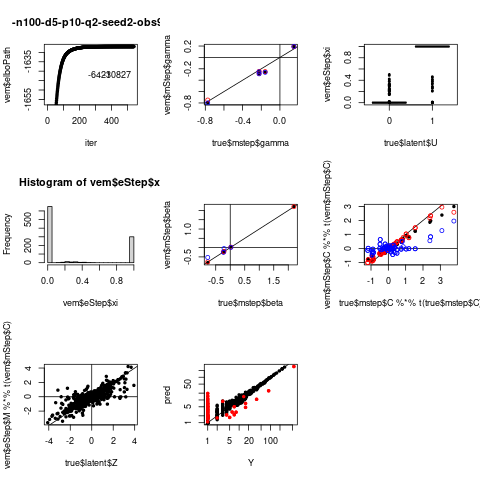 -n100-d5-p10-q2-seed2-obs9
vem$elboPath
-1655
-1635
0
200
400
iter
vem$mStep$gamma
-0.8
-0.2
-0.8
-0.4
0.0
true$mstep$gamma
vem$eStep$xi
0.0
0.4
0.8
0
1
true$latent$U
Histogram of vem$eStep$x
Frequency
0
200
500
0.0
0.4
0.8
vem$eStep$xi
vem$mStep$beta
-0.5
1.0
-0.5
0.5
1.5
true$mstep$beta
vem$mStep$C %*% t(vem$mStep$C)
-1
0
1
2
3
-1
0
1
2
3
true$mstep$C %*% t(true$mstep$C)
vem$eStep$M %*% t(vem$mStep$C)
-2
0
2
4
-4
-2
0
2
4
true$latent$Z
pred
1
5
50
1
5
20
100
Y